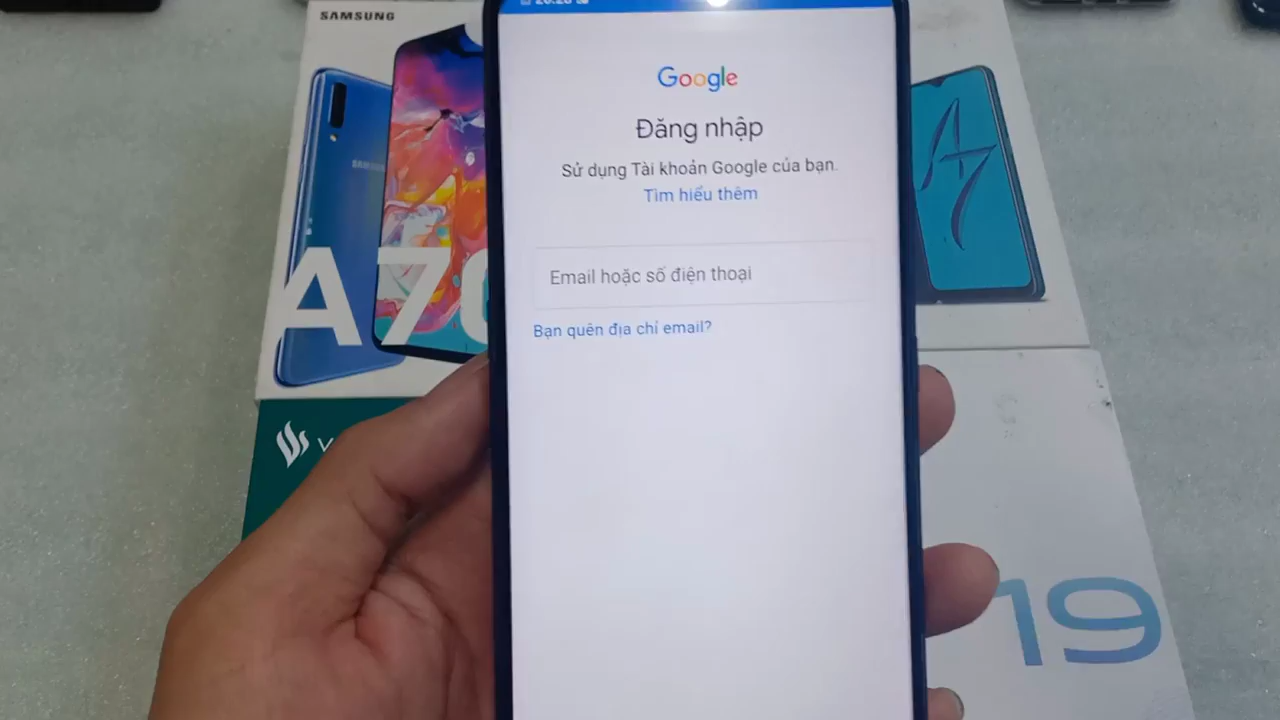 SAMSUNG
Google
Đăng nhập
Sử dụng Tài khoản Google của bạn.
Tìm hiểu thêm
Email hoặc số điện thoại
Bạn quên địa chỉ email?
SAMSUNG
A70
A7
19